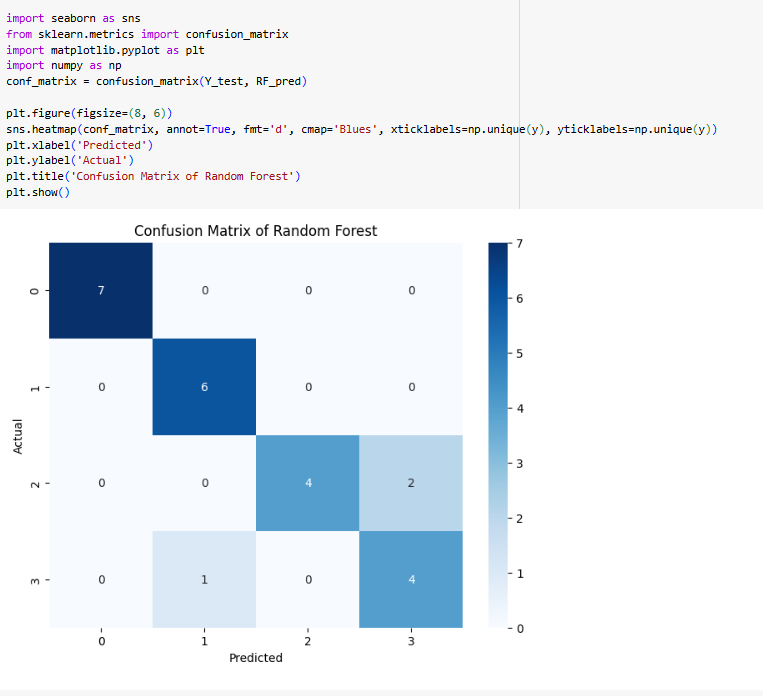 import seaborn as sns
from sklearn.metrics import confusion_matrix
import matplotlib.pyplot as plt
import numpy as np
conf_matrix = confusion_matrix(Y_test, RF_pred)
plt.figure(figsize=(8, 6))
sns.heatmap(conf_matrix, annot=True, fmt='d', cmap='Blues', xticklabels=np.unique(y), yticklabels=np.unique(y))
plt.xlabel('Predicted')
plt.ylabel('Actual')
plt.title('Confusion Matrix of Random Forest')
plt.show()
Confusion Matrix of Random Forest
7
0 7 0 0 0
6
5
1 0 6 0 0
4
Actual
3
2 0 0 4 2
2
1
3 0 1 0 4
0
0 1 2 3
Predicted